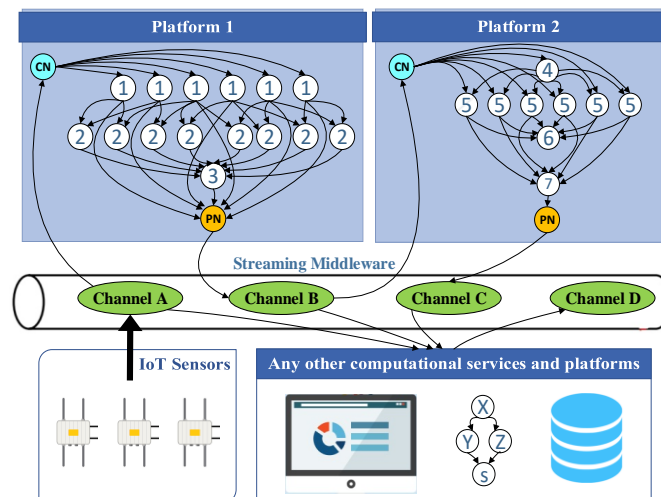 Platform 1
Platform 2
CN
CN
1 1 1 1 1 1
4
5 5 5 5 5 5
2 2 2 2 2 2 2 2
6
3
7
PN
PN
Streaming Middleware
Channel A
Channel B
Channel C
Channel D
IoT Sensors
Any other computational services and platforms
X
Y Z
s